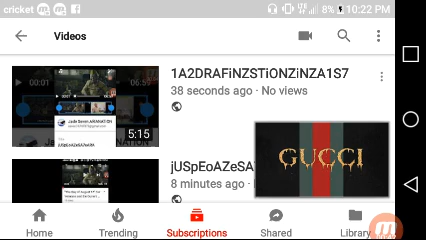 cricket 8% 10:22 PM
Videos
1A2DRAFiNZSTiONZiNZA1S7
38 seconds ago · No views
5:15
GUCCI
jUSpEoAZeSA
8 minutes ago ·
Home Trending Subscriptions Shared Library